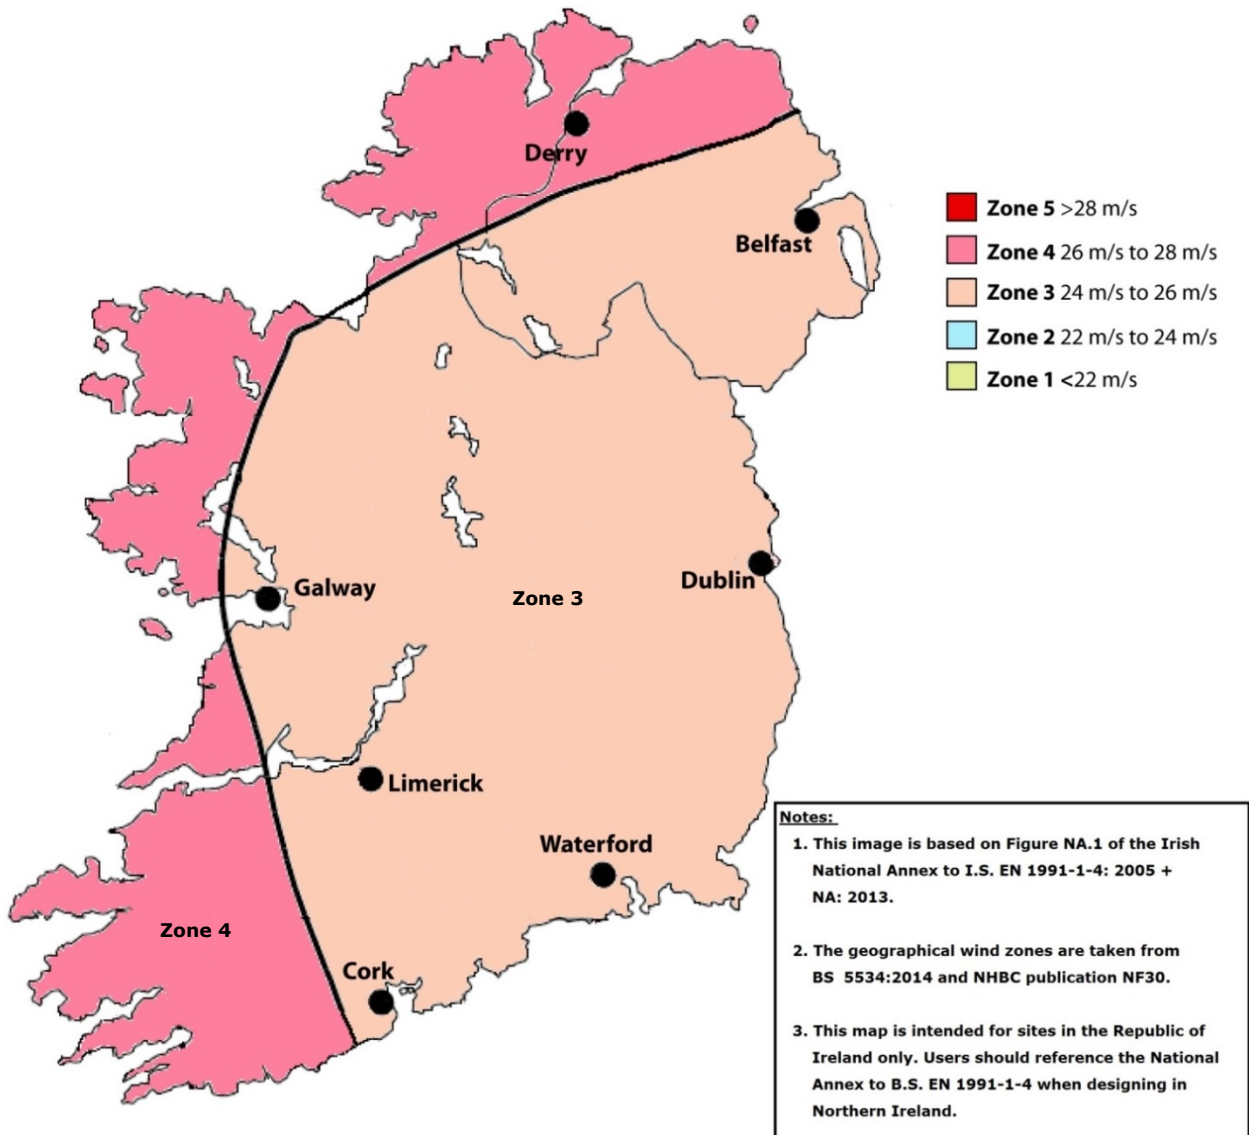 Derry
Belfast
Zone 5 >28 m/s
Zone 4 26 m/s to 28 m/s
Zone 3 24 m/s to 26 m/s
Zone 2 22 m/s to 24 m/s
Zone 1 <22 m/s
Galway
Zone 3
Dublin
Limerick
Waterford
Zone 4
Cork
Notes:
1. This image is based on Figure NA.1 of the Irish
National Annex to I.S. EN 1991-1-4: 2005 +
NA: 2013.
2. The geographical wind zones are taken from
BS 5534:2014 and NHBC publication NF30.
3. This map is intended for sites in the Republic of
Ireland only. Users should reference the National
Annex to B.S. EN 1991-1-4 when designing in
Northern Ireland.